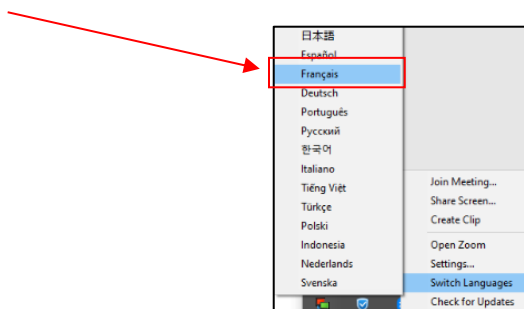 日本語
Español
Français
Deutsch
Português
Русский
한국어
Italiano
Tiếng Việt
Türkçe
Polski
Indonesia
Nederlands
Svenska
Join Meeting...
Share Screen...
Create Clip
Open Zoom
Settings...
Switch Languages
Check for Updates